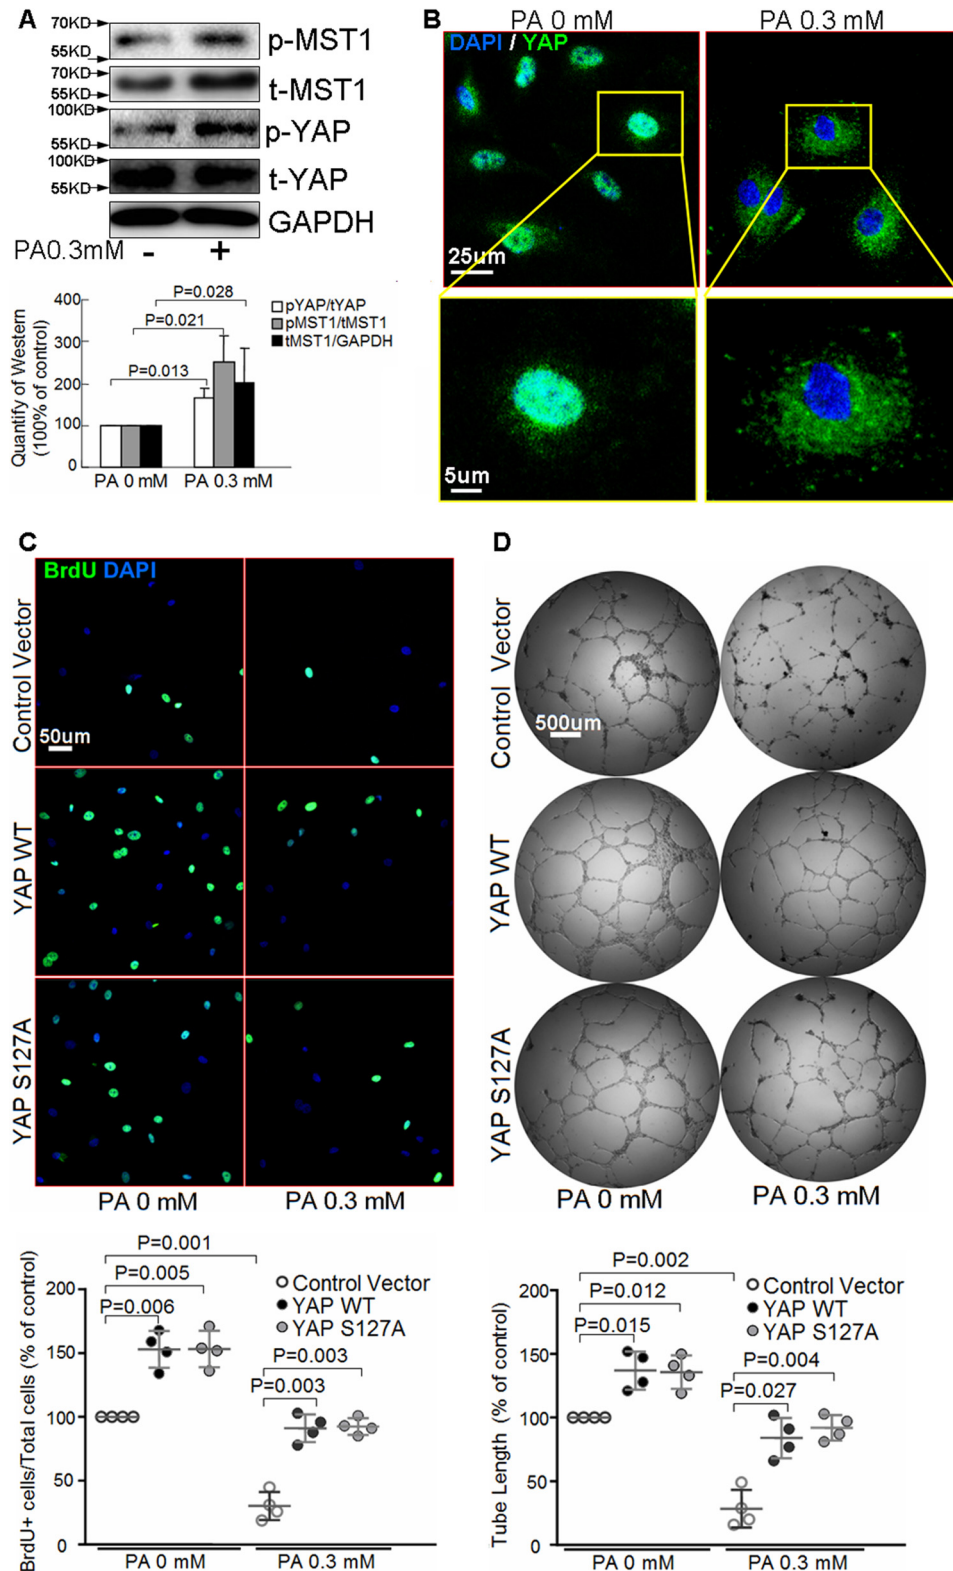 A
70KD
55KD
p-MST1
70KD
55KD
t-MST1
100KD
55KD
p-YAP
100KD
55KD
t-YAP
GAPDH
PA0.3mM - +
Quantify of Western
(100% of control)
400
300
200
100
0
P=0.028
P=0.021
P=0.013
pYAP/tYAP
pMST1/tMST1
tMST1/GAPDH
PA 0 mM PA 0.3 mM
B
PA 0 mM PA 0.3 mM
DAPI / YAP
25um
5um
C
BrdU DAPI
Control Vector
50um
YAP WT
YAP S127A
PA 0 mM PA 0.3 mM
BrdU+ cells/Total cells (% of control)
200
150
100
50
0
P=0.001
P=0.005
P=0.006
P=0.003
P=0.003
Control Vector
YAP WT
YAP S127A
PA 0 mM PA 0.3 mM
D
Control Vector
500um
YAP WT
YAP S127A
PA 0 mM PA 0.3 mM
Tube Length (% of control)
200
150
100
50
0
P=0.002
P=0.012
P=0.015
P=0.004
P=0.027
Control Vector
YAP WT
YAP S127A
PA 0 mM PA 0.3 mM